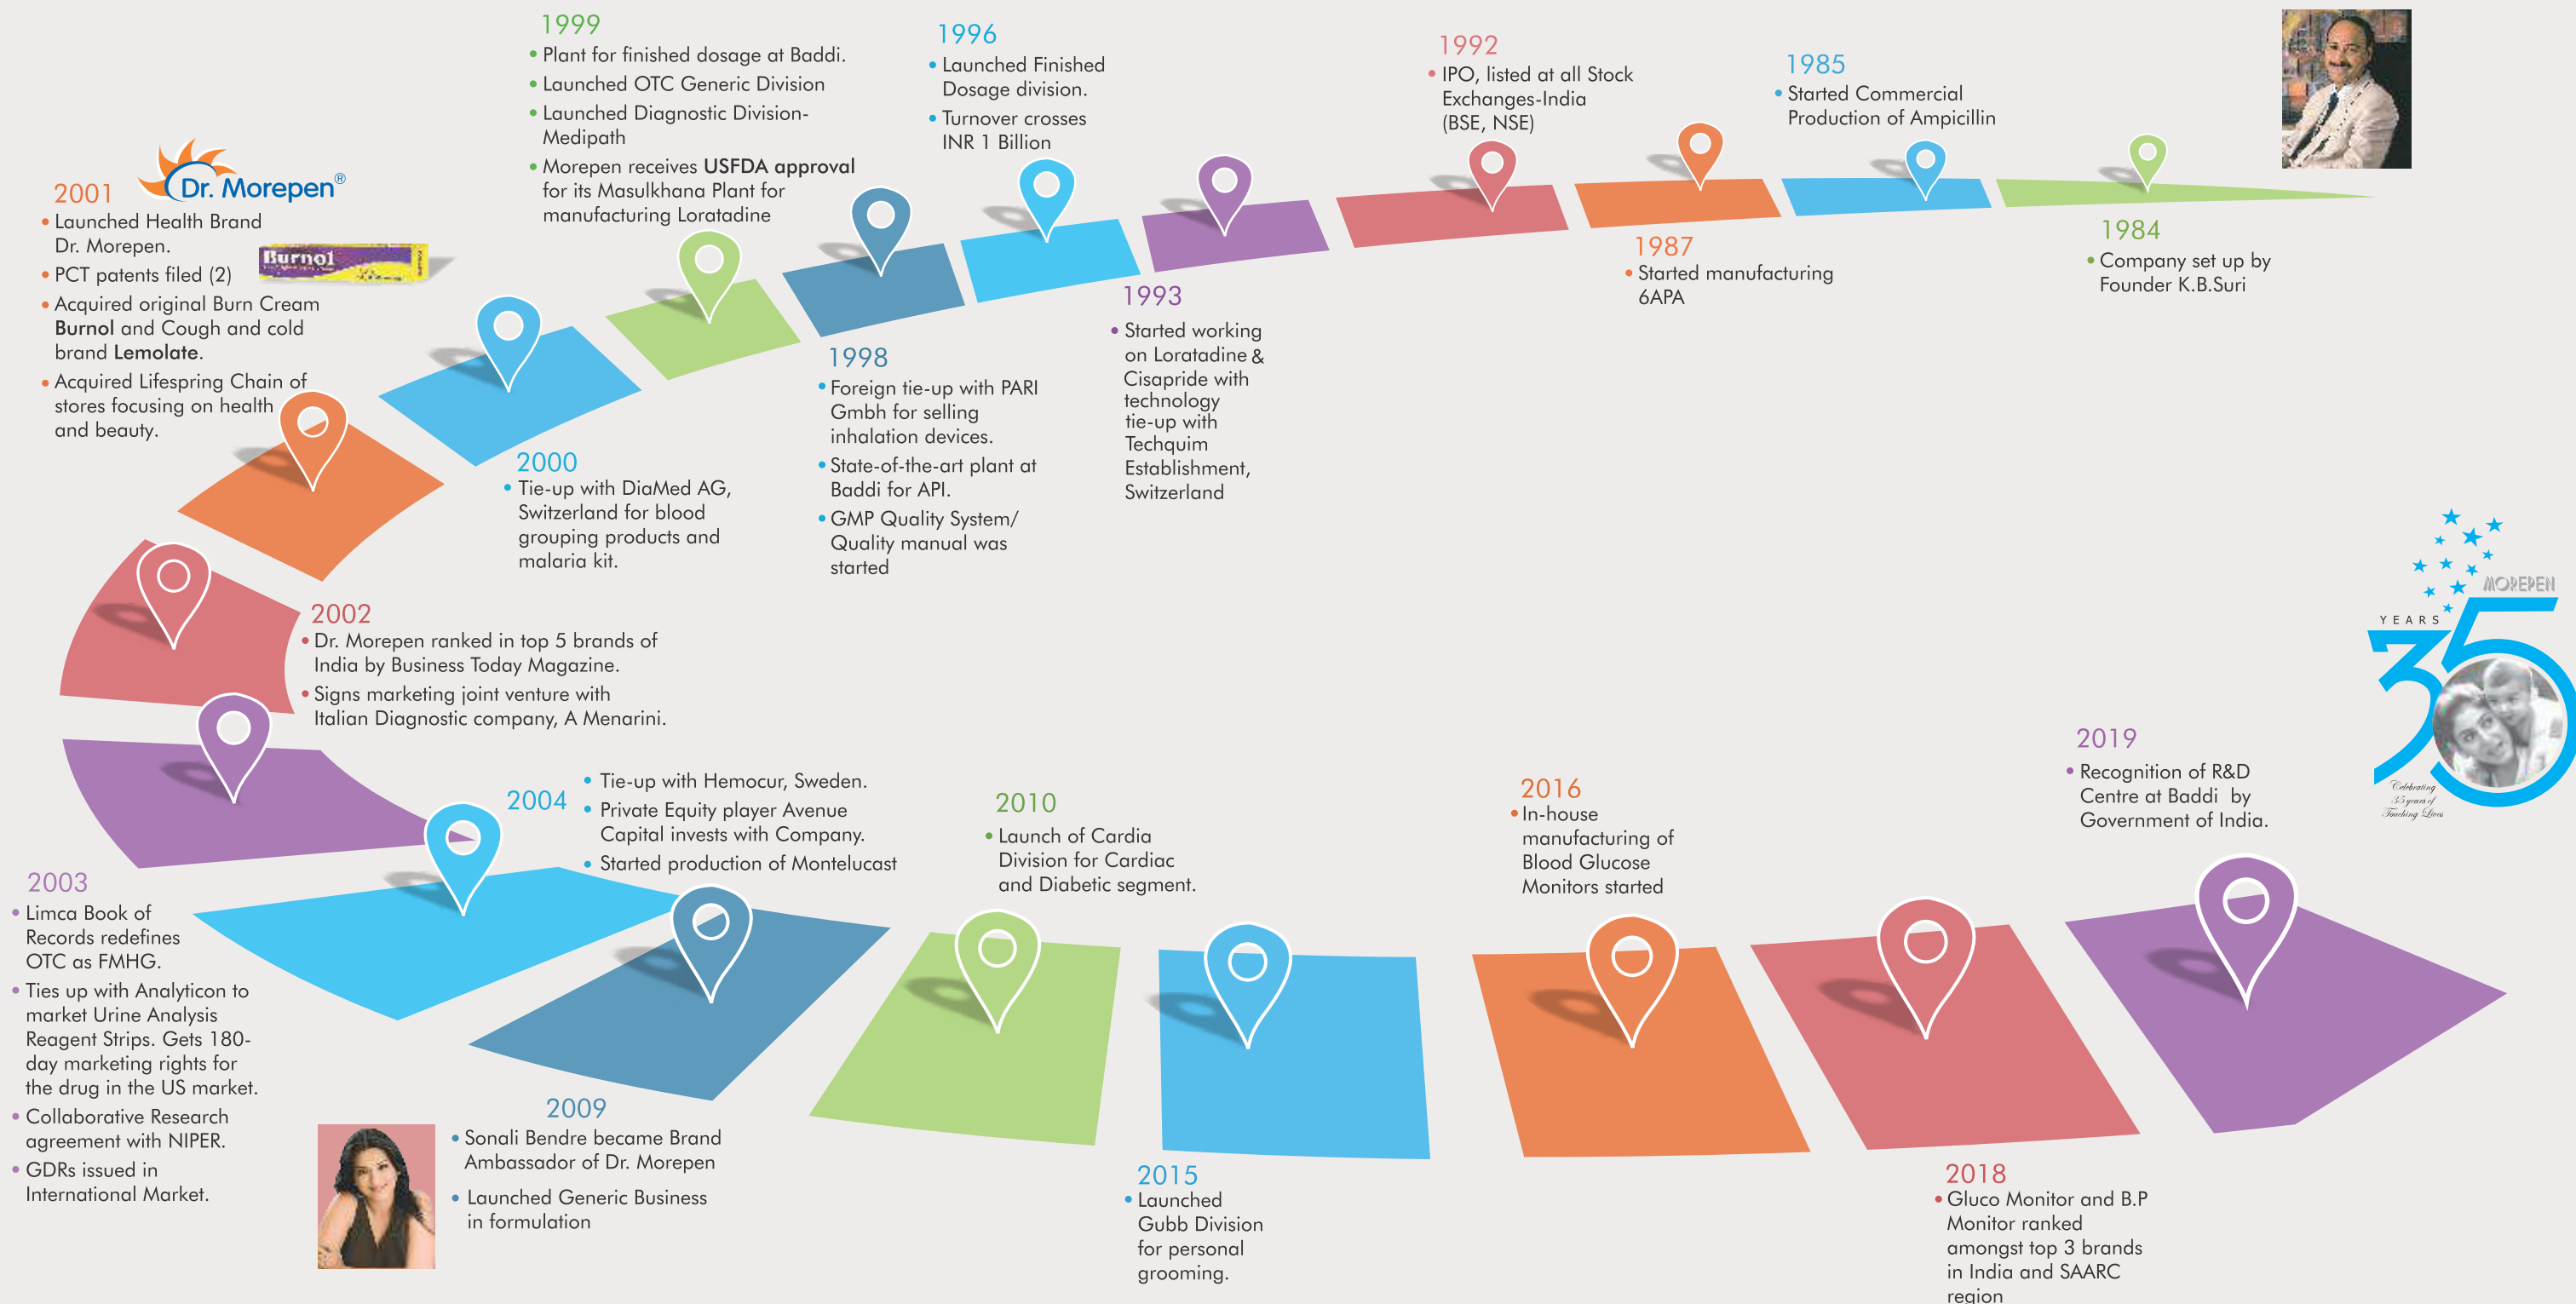 1999
• Plant for finished dosage at Baddi.
• Launched OTC Generic Division
• Launched Diagnostic Division-
Medipath
• Morepen receives USFDA approval
for its Masulkhana Plant for
manufacturing Loratadine
1996
• Launched Finished
Dosage division.
• Turnover crosses
INR 1 Billion
1992
• IPO, listed at all Stock
Exchanges-India
(BSE, NSE)
1985
• Started Commercial
Production of Ampicillin
Dr. Morepen®
2001
• Launched Health Brand
Dr. Morepen.
• PCT patents filed (2)
• Acquired original Burn Cream
Burnol and Cough and cold
brand Lemolate.
• Acquired Lifespring Chain of
stores focusing on health
and beauty.
Burnol
1984
• Company set up by
Founder K.B.Suri
1987
• Started manufacturing
6APA
1993
• Started working
on Loratadine &
Cisapride with
technology
tie-up with
Techquim
Establishment,
Switzerland
1998
• Foreign tie-up with PARI
Gmbh for selling
inhalation devices.
• State-of-the-art plant at
Baddi for API.
• GMP Quality System/
Quality manual was
started
2000
• Tie-up with DiaMed AG,
Switzerland for blood
grouping products and
malaria kit.
2002
• Dr. Morepen ranked in top 5 brands of
India by Business Today Magazine.
• Signs marketing joint venture with
Italian Diagnostic company, A Menarini.
MOREPEN
YEARS
35
Celebrating
35 years of
Touching Lives
2004
• Tie-up with Hemocur, Sweden.
• Private Equity player Avenue
Capital invests with Company.
• Started production of Montelucast
2010
• Launch of Cardia
Division for Cardiac
and Diabetic segment.
2016
• In-house
manufacturing of
Blood Glucose
Monitors started
2019
• Recognition of R&D
Centre at Baddi by
Government of India.
2003
• Limca Book of
Records redefines
OTC as FMHG.
• Ties up with Analyticon to
market Urine Analysis
Reagent Strips. Gets 180-
day marketing rights for
the drug in the US market.
• Collaborative Research
agreement with NIPER.
• GDRs issued in
International Market.
2009
• Sonali Bendre became Brand
Ambassador of Dr. Morepen
• Launched Generic Business
in formulation
2015
• Launched
Gubb Division
for personal
grooming.
2018
• Gluco Monitor and B.P
Monitor ranked
amongst top 3 brands
in India and SAARC
region